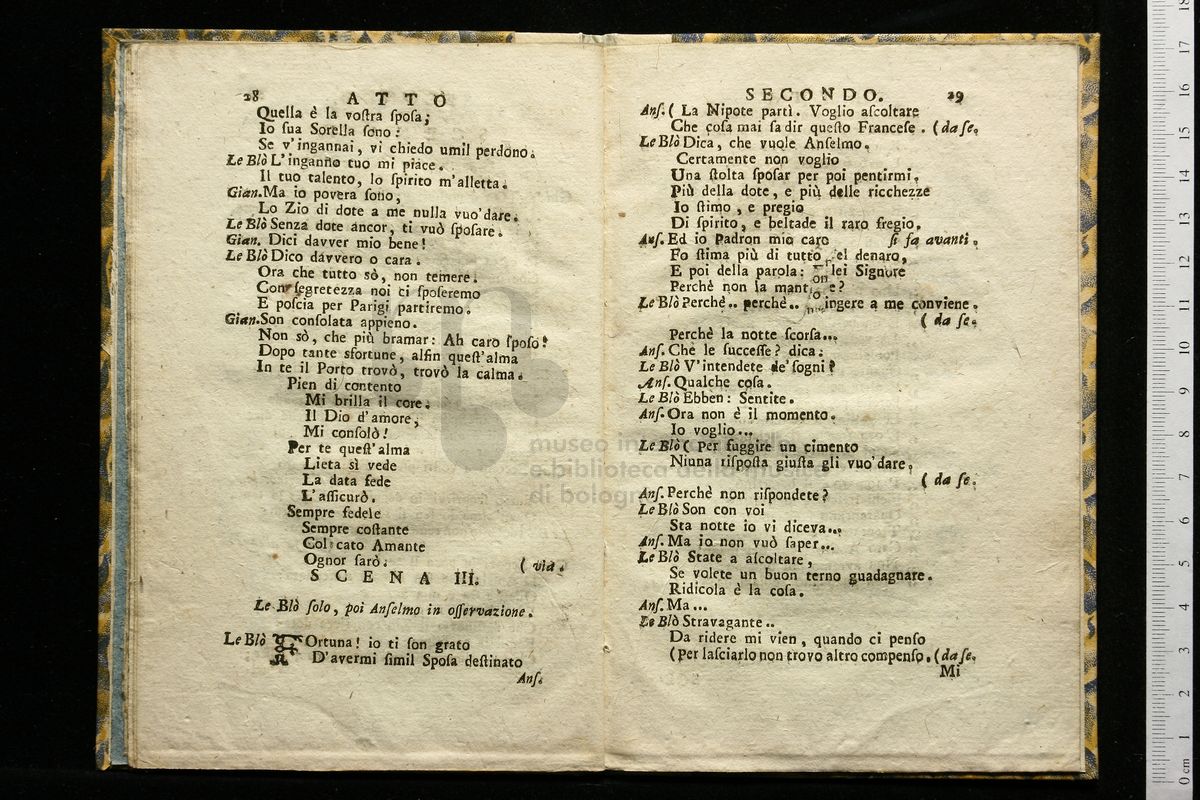 28 ATTO
Quella è la voſtra ſpoſa;
Io ſua Sorella ſono:
Se v'ingannai, vi chiedo umil perdono.
Le Blò L'inganno tuo mi piace.
Il tuo talento, lo ſpirito m'alletta.
Gian. Ma io povera ſono,
Lo Zio di dote a me nulla vuo'dare.
Le Blò Senza dote ancor, ti vuò ſpoſare.
Gian. Dici davver mio bene!
Le Blò Dico davvero o cara.
Ora che tutto sò, non temere.
Con ſegretezza noi ci ſpoſeremo
E poſcia per Parigi partiremo.
Gian. Son conſolata appieno.
Non sò, che più bramar: Ah caro ſpoſo!
Dopo tante sfortune, alfin queſt'alma
In te il Porto trovò, trovò la calma.
Pien di contento
Mi brilla il core.
Il Dio d'amore,
Mi conſolò!
Per te queſt'alma
Lieta sì vede
La data fede
L'aſſicurò.
Sempre fedele
Sempre coſtante
Col cato Amante
Ognor ſarò. ( via.
SCENA III.
Le Blò ſolo, poi Anſelmo in oſſervazione.
Le Blò FOrtuna! io ti ſon grato
D'avermi ſimil Spoſa deſtinato
Anſ.
SECONDO. 29
Anſ. ( La Nipote partì. Voglio aſcoltare
Che coſa mai ſa dir queſto Franceſe. ( da ſe.
Le Blò Dica, che vuole Anſelmo.
Certamente non voglio
Una ſtolta ſpoſar per poi pentirmi.
Più della dote, e più delle ricchezze
Io ſtimo, e pregio
Di ſpirito, e beltade il raro fregio.
Anſ. Ed io Padron mio caro ſi fa avanti.
Fo ſtima più di tutto el denaro,
E poi della parola: lei Signore
Perchè non la mant e?
Le Blò Perchè.. perchè.. ingere a me conviene.
( da ſe.
Perchè la notte ſcorſa...
Anſ. Che le ſucceſſe? dica:
Le Blò V'intendete de'ſogni?
Anſ. Qualche coſa.
Le Blò Ebben: Sentite.
Anſ. Ora non è il momento.
Io voglio...
Le Blò ( Per fuggire un cimento
Niuna riſpoſta giuſta gli vuo'dare.
( da ſe.
Anſ. Perchè non riſpondete?
Le Blò Son con voi
Sta notte io vi diceva...
Anſ. Ma io non vuò ſaper...
Le Blò State a aſcoltare,
Se volete un buon terno guadagnare.
Ridicola è la coſa.
Anſ. Ma...
Le Blò Stravagante..
Da ridere mi vien, quando ci penſo
(Per laſciarlo non trovo altro compenſo. ( da ſe.
Mi